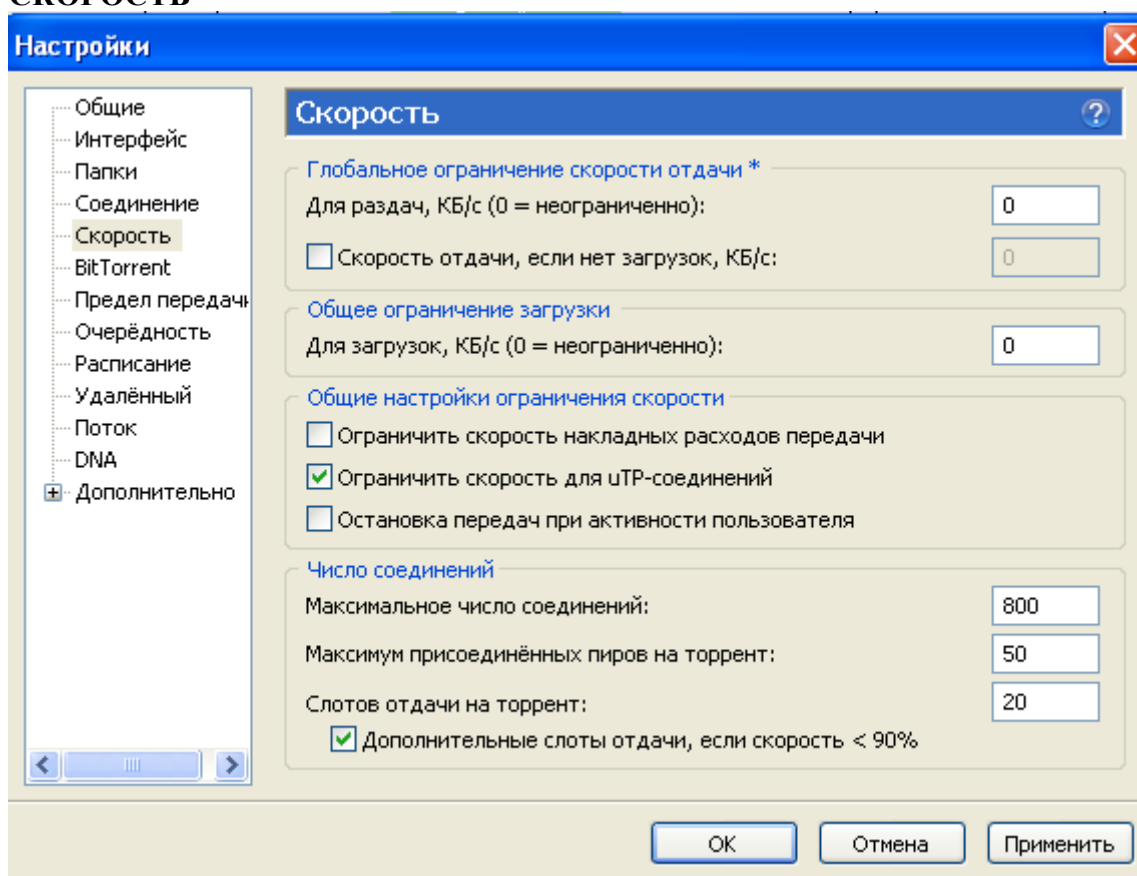 СКОРОСТЬ
Настройки
Общие
Интерфейс
Папки
Соединение
Скорость
BitTorrent
Предел передачи
Очерёдность
Расписание
Удалённый
Поток
DNA
Дополнительно
Скорость
?
Глобальное ограничение скорости отдачи *
Для раздач, КБ/с (0 = неограниченно): 0
Скорость отдачи, если нет загрузок, КБ/с: 0
Общее ограничение загрузки
Для загрузок, КБ/с (0 = неограниченно): 0
Общие настройки ограничения скорости
Ограничить скорость накладных расходов передачи
Ограничить скорость для uTP-соединений
Остановка передач при активности пользователя
Число соединений
Максимальное число соединений: 800
Максимум присоединённых пиров на торрент: 50
Слотов отдачи на торрент: 20
Дополнительные слоты отдачи, если скорость < 90%
OK Отмена Применить